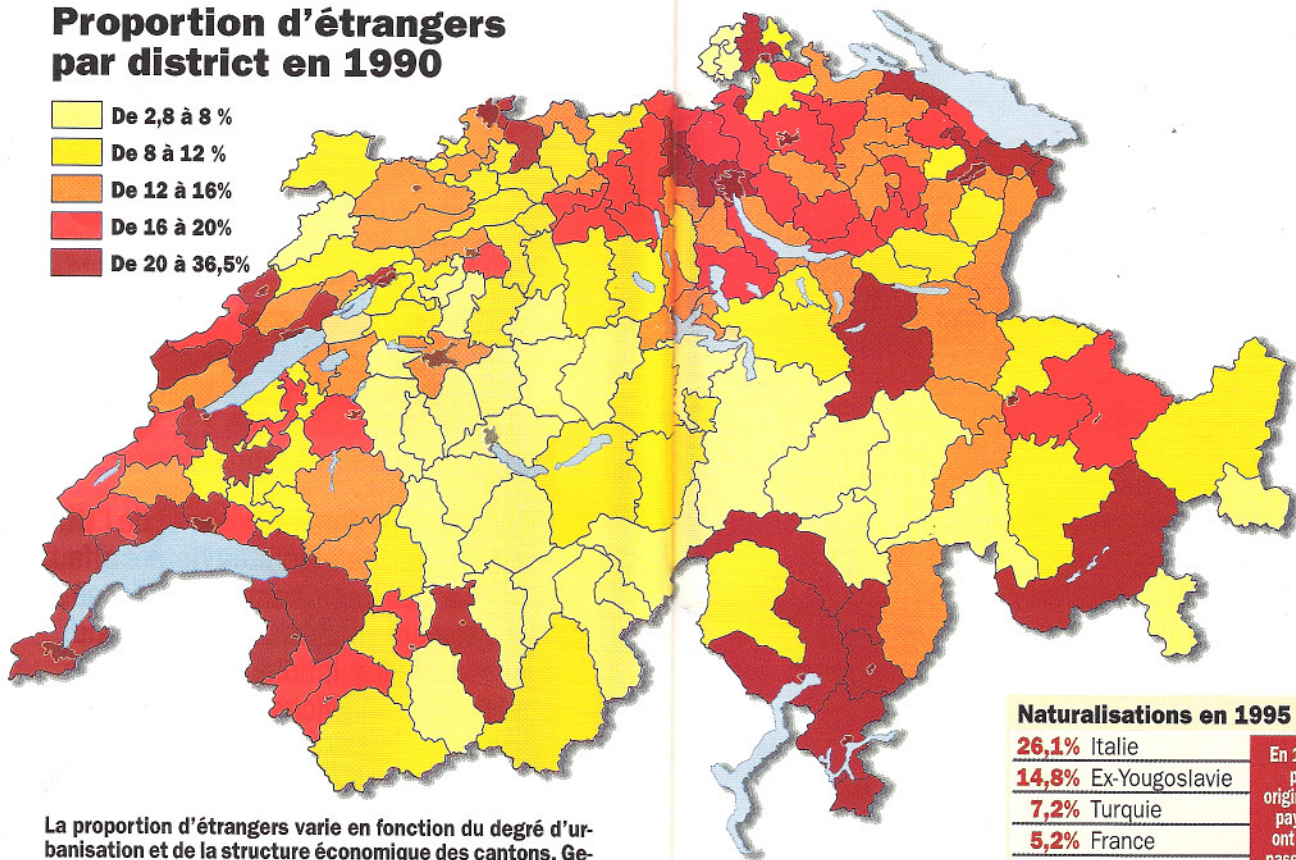 Proportion d’étrangers
par district en 1990
De 2,8 à 8 %
De 8 à 12 %
De 12 à 16%
De 16 à 20%
De 20 à 36,5%
La proportion d’étrangers varie en fonction du degré d’ur-
banisation et de la structure économique des cantons. Ge-
Naturalisations en 1995
26,1% Italie
14,8% Ex-Yougoslavie
7,2% Turquie
5,2% France
En